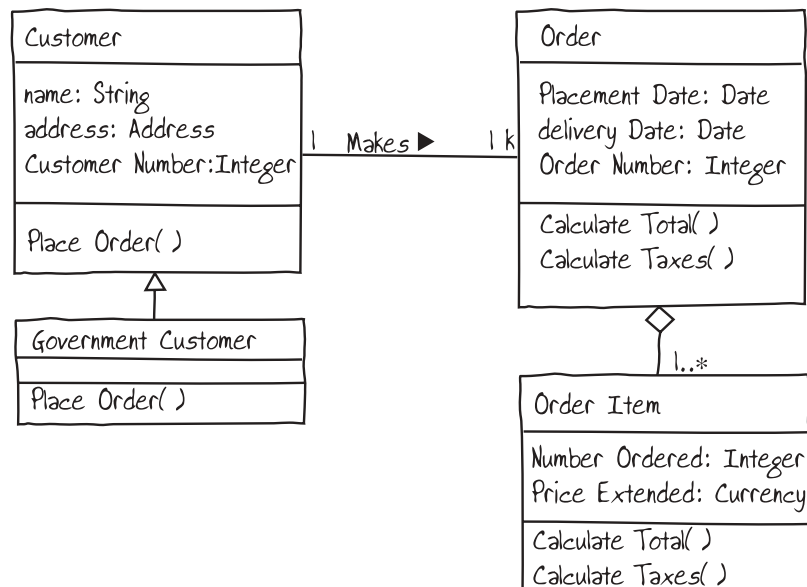 Customer
name: String
address: Address
Customer Number:Integer
Place Order( )
1 Makes ▶ 1 k
Order
Placement Date: Date
delivery Date: Date
Order Number: Integer
Calculate Total( )
Calculate Taxes( )
Government Customer
Place Order( )
1..*
Order Item
Number Ordered: Integer
Price Extended: Currency
Calculate Total( )
Calculate Taxes( )